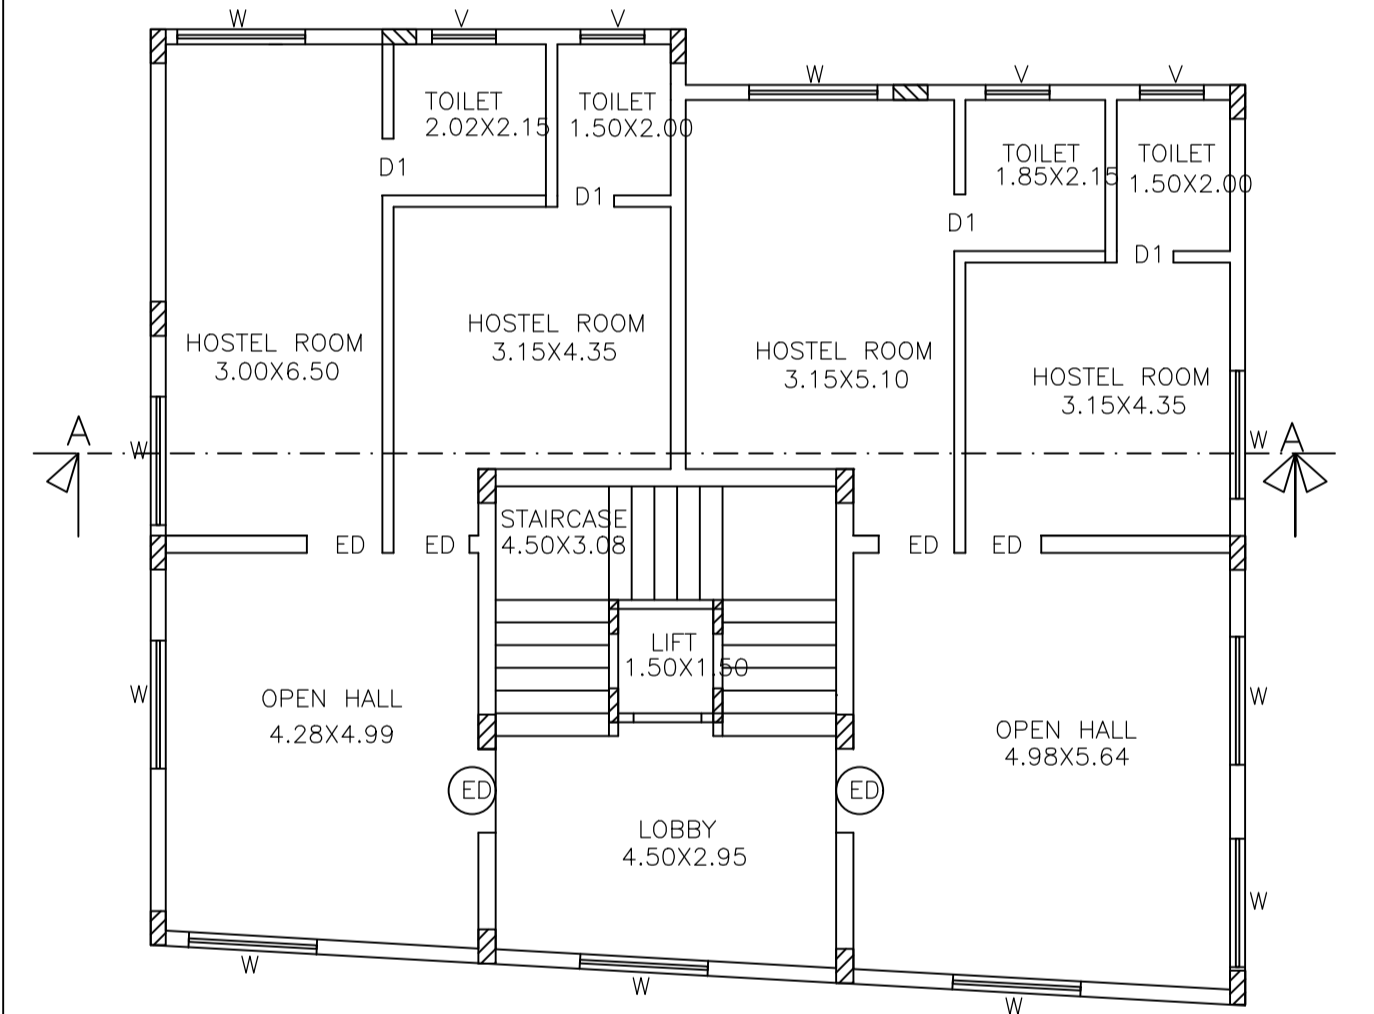 W
V
V
W
V
V
TOILET
2.02X2.15
TOILET
1.50X2.00
TOILET
1.85X2.15
TOILET
1.50X2.00
D1
D1
D1
D1
HOSTEL ROOM
3.00X6.50
HOSTEL ROOM
3.15X4.35
HOSTEL ROOM
3.15X5.10
HOSTEL ROOM
3.15X4.35
A
W
W
A
STAIRCASE
4.50X3.08
ED
ED
ED
ED
LIFT
1.50X1.50
W
OPEN HALL
4.28X4.99
OPEN HALL
4.98X5.64
W
ED
ED
LOBBY
4.50X2.95
W
W
W
W